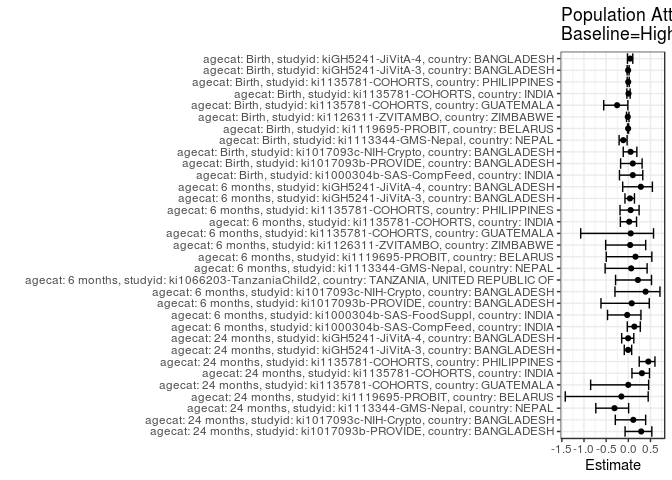 Population Att
Baseline=High
agecat: Birth, studyid: kiGH5241-JiVitA-4, country: BANGLADESH
agecat: Birth, studyid: kiGH5241-JiVitA-3, country: BANGLADESH
agecat: Birth, studyid: ki1135781-COHORTS, country: PHILIPPINES
agecat: Birth, studyid: ki1135781-COHORTS, country: INDIA
agecat: Birth, studyid: ki1135781-COHORTS, country: GUATEMALA
agecat: Birth, studyid: ki1126311-ZVITAMBO, country: ZIMBABWE
agecat: Birth, studyid: ki1119695-PROBIT, country: BELARUS
agecat: Birth, studyid: ki1113344-GMS-Nepal, country: NEPAL
agecat: Birth, studyid: ki1017093c-NIH-Crypto, country: BANGLADESH
agecat: Birth, studyid: ki1017093b-PROVIDE, country: BANGLADESH
agecat: Birth, studyid: ki1000304b-SAS-CompFeed, country: INDIA
agecat: 6 months, studyid: kiGH5241-JiVitA-4, country: BANGLADESH
agecat: 6 months, studyid: kiGH5241-JiVitA-3, country: BANGLADESH
agecat: 6 months, studyid: ki1135781-COHORTS, country: PHILIPPINES
agecat: 6 months, studyid: ki1135781-COHORTS, country: INDIA
agecat: 6 months, studyid: ki1135781-COHORTS, country: GUATEMALA
agecat: 6 months, studyid: ki1126311-ZVITAMBO, country: ZIMBABWE
agecat: 6 months, studyid: ki1119695-PROBIT, country: BELARUS
agecat: 6 months, studyid: ki1113344-GMS-Nepal, country: NEPAL
agecat: 6 months, studyid: ki1066203-TanzaniaChild2, country: TANZANIA, UNITED REPUBLIC OF
agecat: 6 months, studyid: ki1017093c-NIH-Crypto, country: BANGLADESH
agecat: 6 months, studyid: ki1017093b-PROVIDE, country: BANGLADESH
agecat: 6 months, studyid: ki1000304b-SAS-FoodSuppl, country: INDIA
agecat: 6 months, studyid: ki1000304b-SAS-CompFeed, country: INDIA
agecat: 24 months, studyid: kiGH5241-JiVitA-4, country: BANGLADESH
agecat: 24 months, studyid: kiGH5241-JiVitA-3, country: BANGLADESH
agecat: 24 months, studyid: ki1135781-COHORTS, country: PHILIPPINES
agecat: 24 months, studyid: ki1135781-COHORTS, country: INDIA
agecat: 24 months, studyid: ki1135781-COHORTS, country: GUATEMALA
agecat: 24 months, studyid: ki1119695-PROBIT, country: BELARUS
agecat: 24 months, studyid: ki1113344-GMS-Nepal, country: NEPAL
agecat: 24 months, studyid: ki1017093c-NIH-Crypto, country: BANGLADESH
agecat: 24 months, studyid: ki1017093b-PROVIDE, country: BANGLADESH
-1.5 -1.0 -0.5 0.0 0.5
Estimate